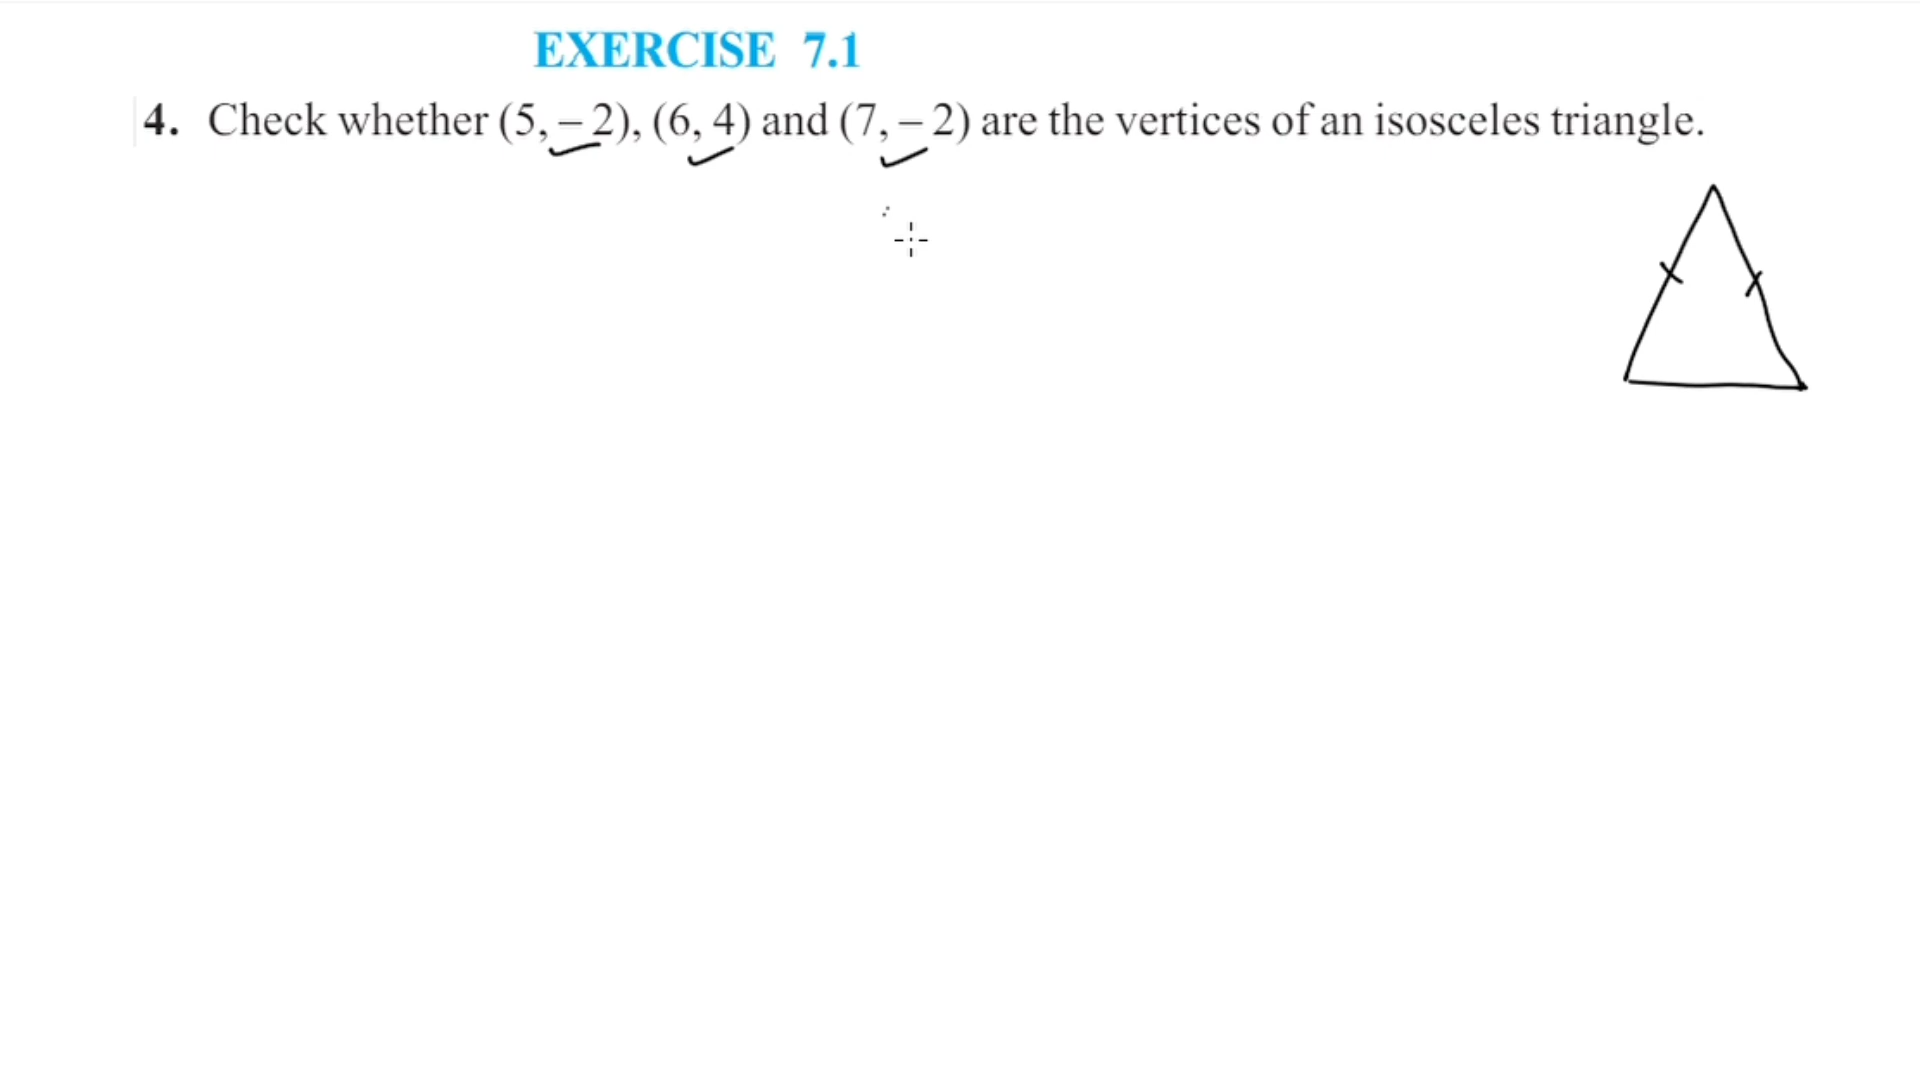 EXERCISE 7.1
4. Check whether (5, – 2), (6, 4) and (7, – 2) are the vertices of an isosceles triangle.